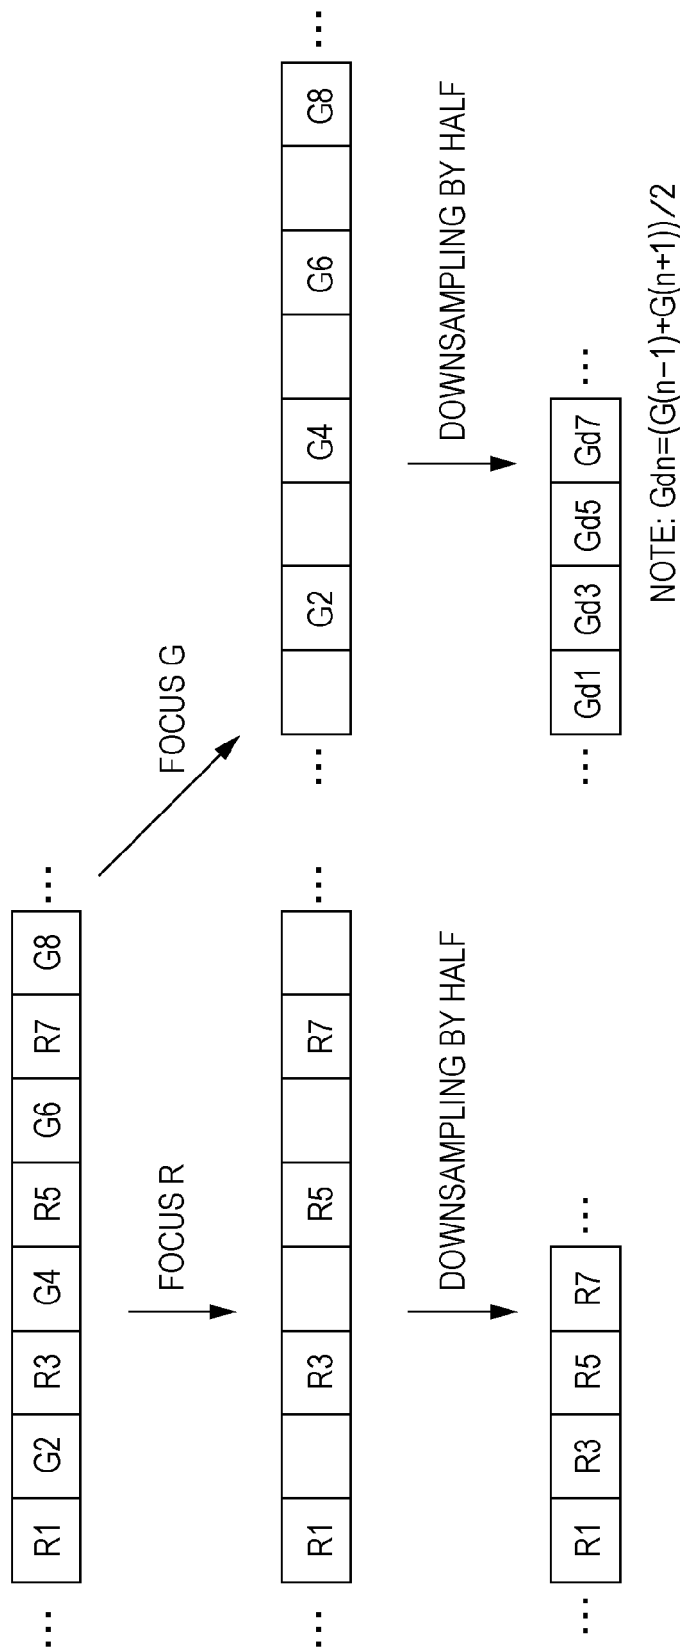 ... R1 G2 R3 G4 R5 G6 R7 G8 ...
FOCUS R
FOCUS G
... R1 R3 R5 R7 ...
... G2 G4 G6 G8 ...
DOWNSAMPLING BY HALF
DOWNSAMPLING BY HALF
... R1 R3 R5 R7 ...
... Gd1 Gd3 Gd5 Gd7 ...
NOTE: Gdn=(G(n−1)+G(n+1))/2